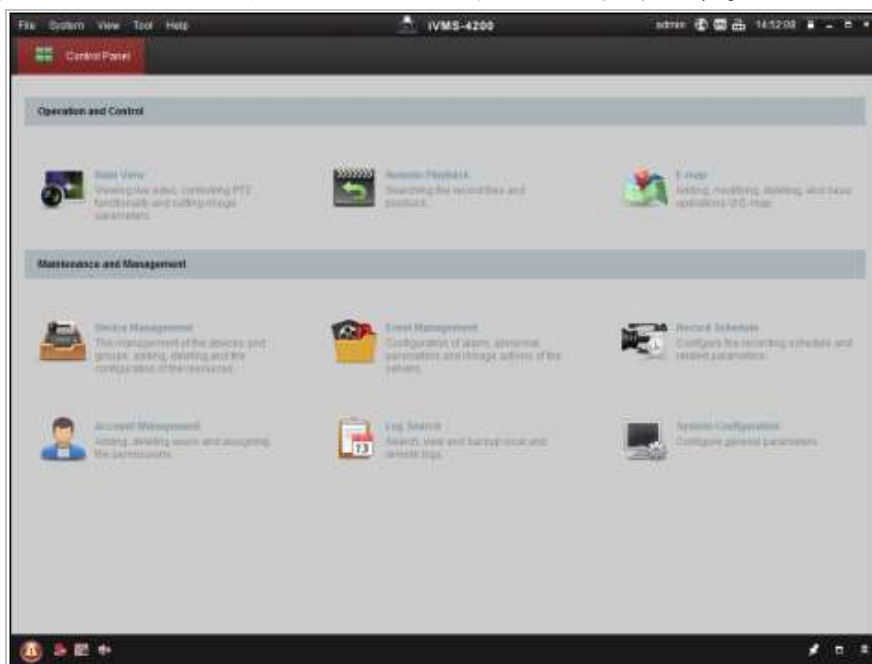 File System View Tool Help
iVMS-4200
admin 14:52:08
Control Panel
Operation and Control
Main View
Viewing live video, controlling PTZ
functionality and setting image
parameters.
Remote Playback
Searching the record files and
playback.
E-map
Adding, modifying, deleting, and basic
operations of E-map.
Maintenance and Management
Device Management
The management of the devices and
groups: adding, deleting and the
configuration of the resources.
Event Management
Configuration of alarm, abnormal
parameters and linkage actions of the
servers.
Record Schedule
Configure the recording schedule and
related parameters.
Account Management
Adding, deleting users and assigning
the permissions.
Log Search
Search, view and backup local and
remote logs.
System Configuration
Configure general parameters.